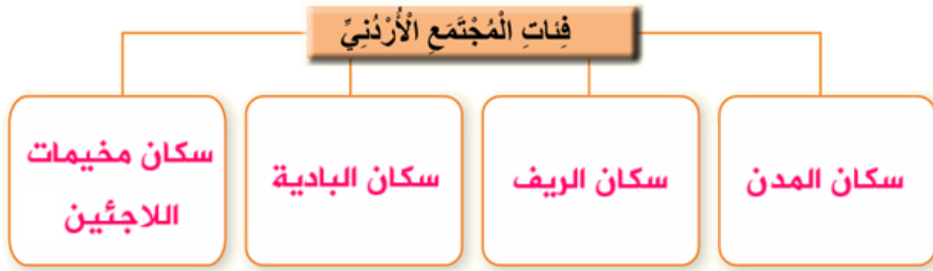 فِئاتِ الْمُجْتَمَعِ الْأُرْدُنِيِّ
سكان المدن
سكان الريف
سكان البادية
سكان مخيمات
اللاجئين